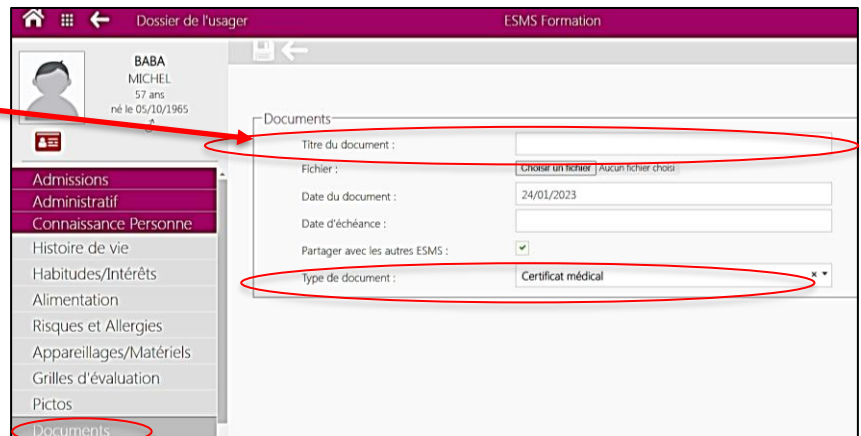 Dossier de l'usager ESMS Formation
BABA
MICHEL
57 ans
né le 05/10/1965
Documents
Titre du document :
Fichier : Choisir un fichier Aucun fichier choisi
Date du document : 24/01/2023
Date d'échéance :
Partager avec les autres ESMS :
Type de document : Certificat médical
Admissions
Administratif
Connaissance Personne
Histoire de vie
Habitudes/Intérêts
Alimentation
Risques et Allergies
Appareillages/Matériels
Grilles d'évaluation
Pictos
Documents